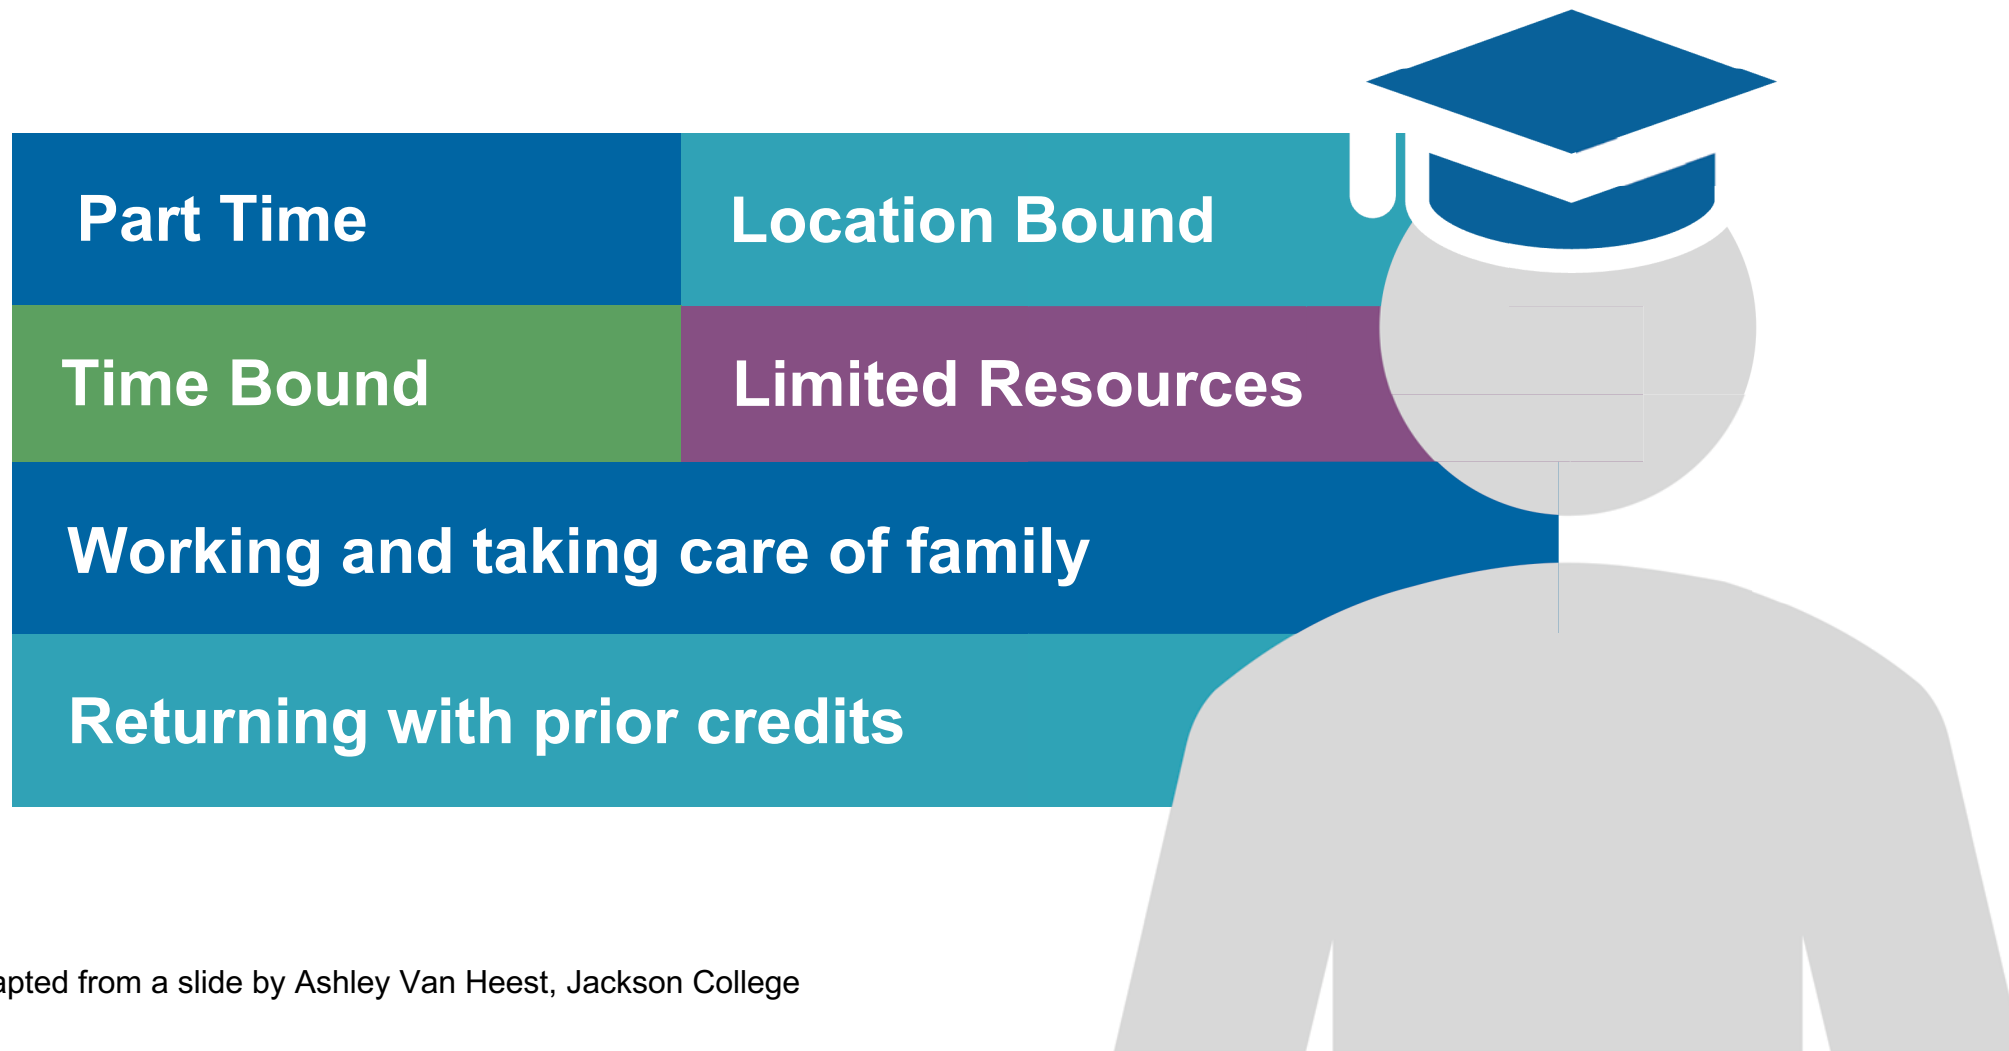 Part Time
Location Bound
Time Bound
Limited Resources
Working and taking care of family
Returning with prior credits
apted from a slide by Ashley Van Heest, Jackson College